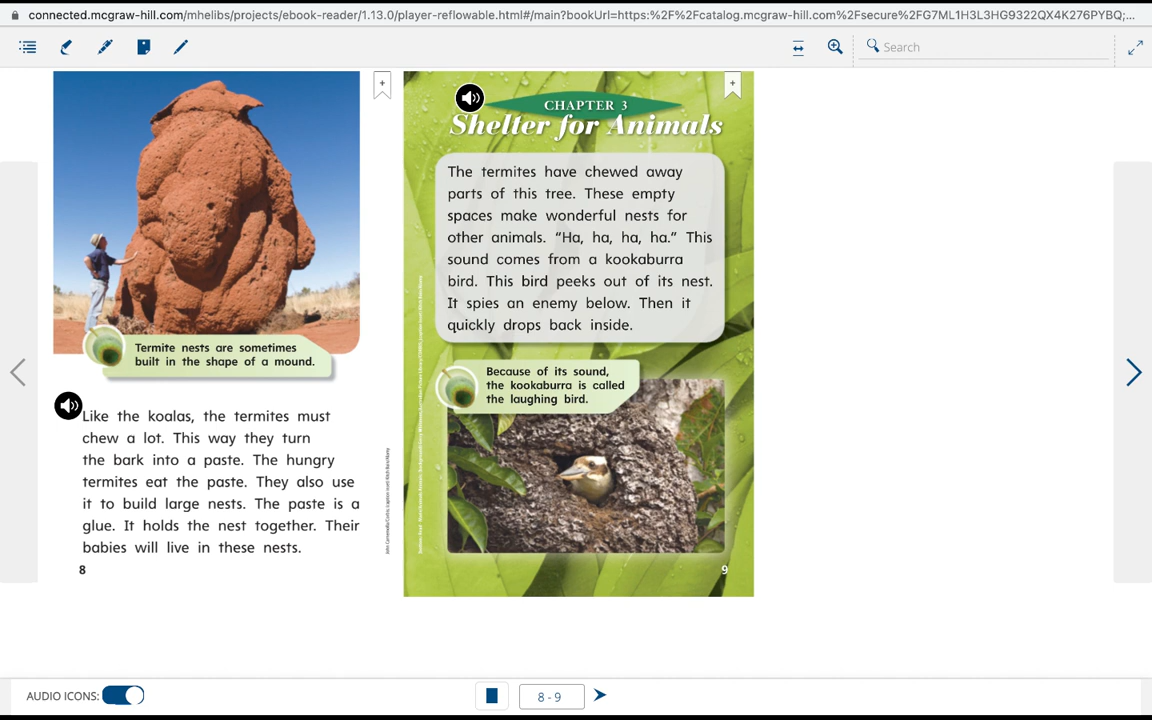 connected.mcgraw-hill.com/mhelibs/projects/ebook-reader/1.13.0/player-reflowable.html#/main?bookUrl=https:%2F%2Fcatalog.mcgraw-hill.com%2Fsecure%2FG7ML1H3L3HG9322QX4K276PYBQ;...
Search
Termite nests are sometimes
built in the shape of a mound.
Like the koalas, the termites must
chew a lot. This way they turn
the bark into a paste. The hungry
termites eat the paste. They also use
it to build large nests. The paste is a
glue. It holds the nest together. Their
babies will live in these nests.
8
CHAPTER 3
Shelter for Animals
The termites have chewed away
parts of this tree. These empty
spaces make wonderful nests for
other animals. “Ha, ha, ha, ha.” This
sound comes from a kookaburra
bird. This bird peeks out of its nest.
It spies an enemy below. Then it
quickly drops back inside.
Because of its sound,
the kookaburra is called
the laughing bird.
9
AUDIO ICONS:
8 - 9